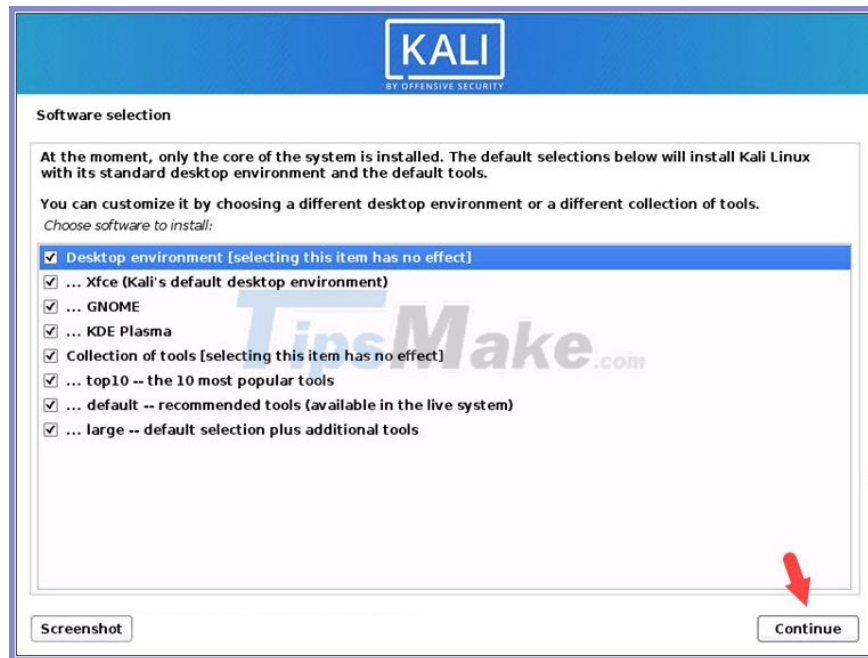 KALI
BY OFFENSIVE SECURITY
Software selection
At the moment, only the core of the system is installed. The default selections below will install Kali Linux
with its standard desktop environment and the default tools.
You can customize it by choosing a different desktop environment or a different collection of tools.
Choose software to install:
Desktop environment [selecting this item has no effect]
... Xfce (Kali's default desktop environment)
... GNOME
... KDE Plasma
Collection of tools [selecting this item has no effect]
... top10 -- the 10 most popular tools
... default -- recommended tools (available in the live system)
... large -- default selection plus additional tools
TipsMake.com
Screenshot
Continue